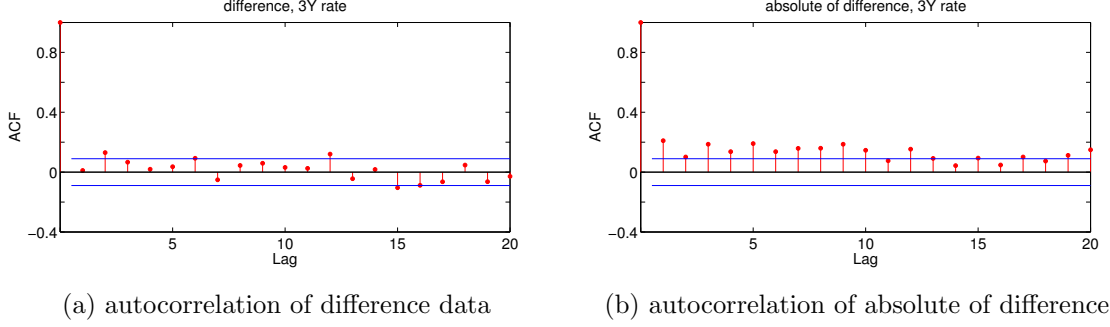 difference, 3Y rate
0.8
0.4
0
−0.4
ACF
5
10
15
20
Lag
(a) autocorrelation of difference data
absolute of difference, 3Y rate
0.8
0.4
0
−0.4
ACF
5
10
15
20
Lag
(b) autocorrelation of absolute of difference